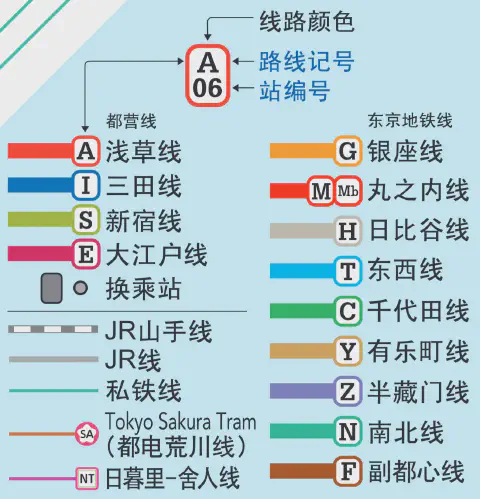 线路颜色
A
06
路线记号
站编号
都营线
A 浅草线
I 三田线
S 新宿线
E 大江户线
换乘站
JR山手线
JR线
私铁线
SA Tokyo Sakura Tram
(都电荒川线)
NT 日暮里-舍人线
东京地铁线
G 银座线
M Mb 丸之内线
H 日比谷线
T 东西线
C 千代田线
Y 有乐町线
Z 半藏门线
N 南北线
F 副都心线